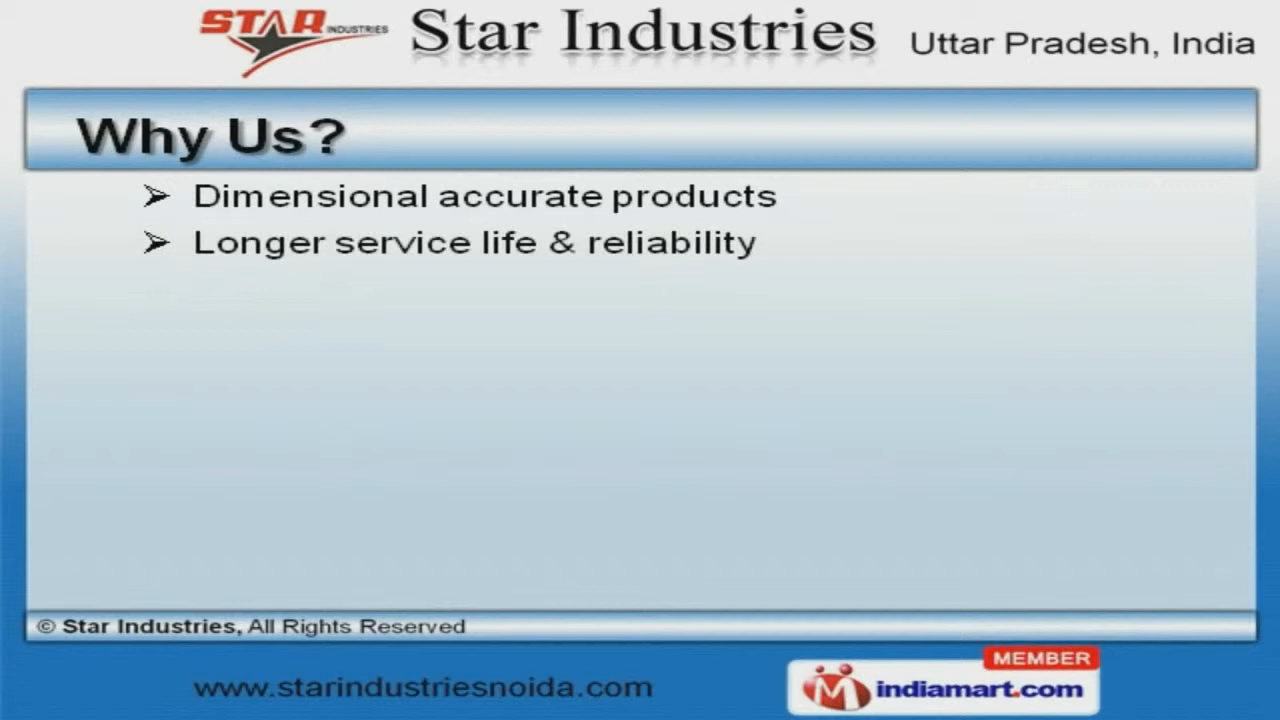 STAR INDUSTRIES Star Industries Uttar Pradesh, India
Why Us?
➢ Dimensional accurate products
➢ Longer service life & reliability
© Star Industries, All Rights Reserved
MEMBER
www.starindustriesnoida.com
indiamart.com